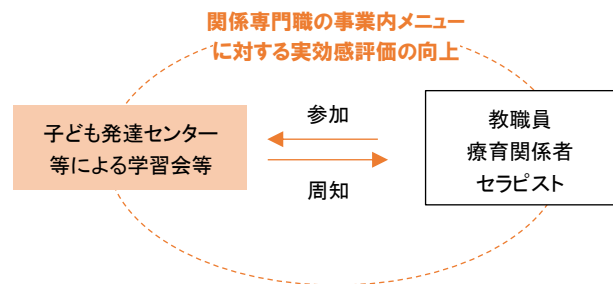 関係専門職の事業内メニュー
に対する実効感評価の向上
子ども発達センター
等による学習会等
参加
周知
教職員
療育関係者
セラピスト